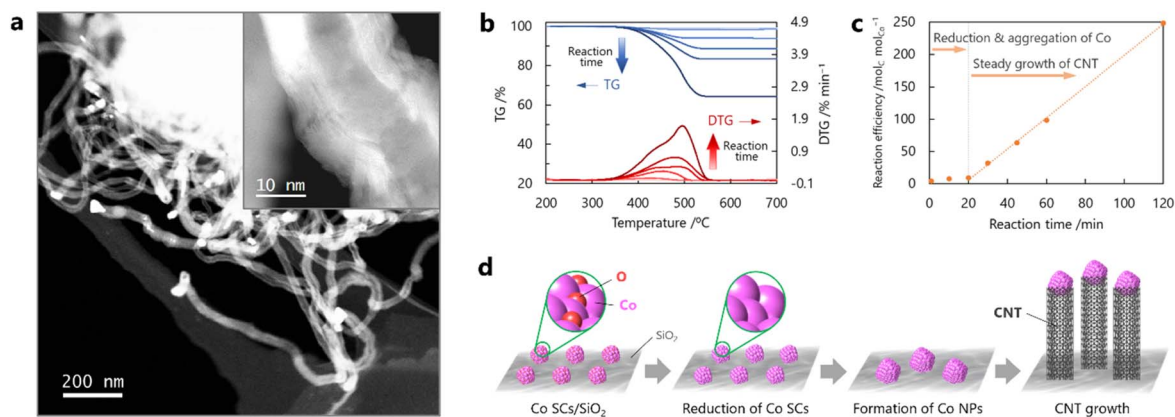 a
200 nm
10 nm
b
TG /%
100
80
60
40
20
Reaction
time
TG
DTG
Reaction
time
4.9
3.9
2.9
1.9
0.9
-0.1
DTG /% min⁻¹
200 300 400 500 600 700
Temperature /ºC
c
Reaction efficiency /mol_C mol_Co⁻¹
250
200
150
100
50
0
Reduction & aggregation of Co
Steady growth of CNT
0 20 40 60 80 100 120
Reaction time /min
d
O
Co
SiO₂
CNT
Co SCs/SiO₂
Reduction of Co SCs
Formation of Co NPs
CNT growth